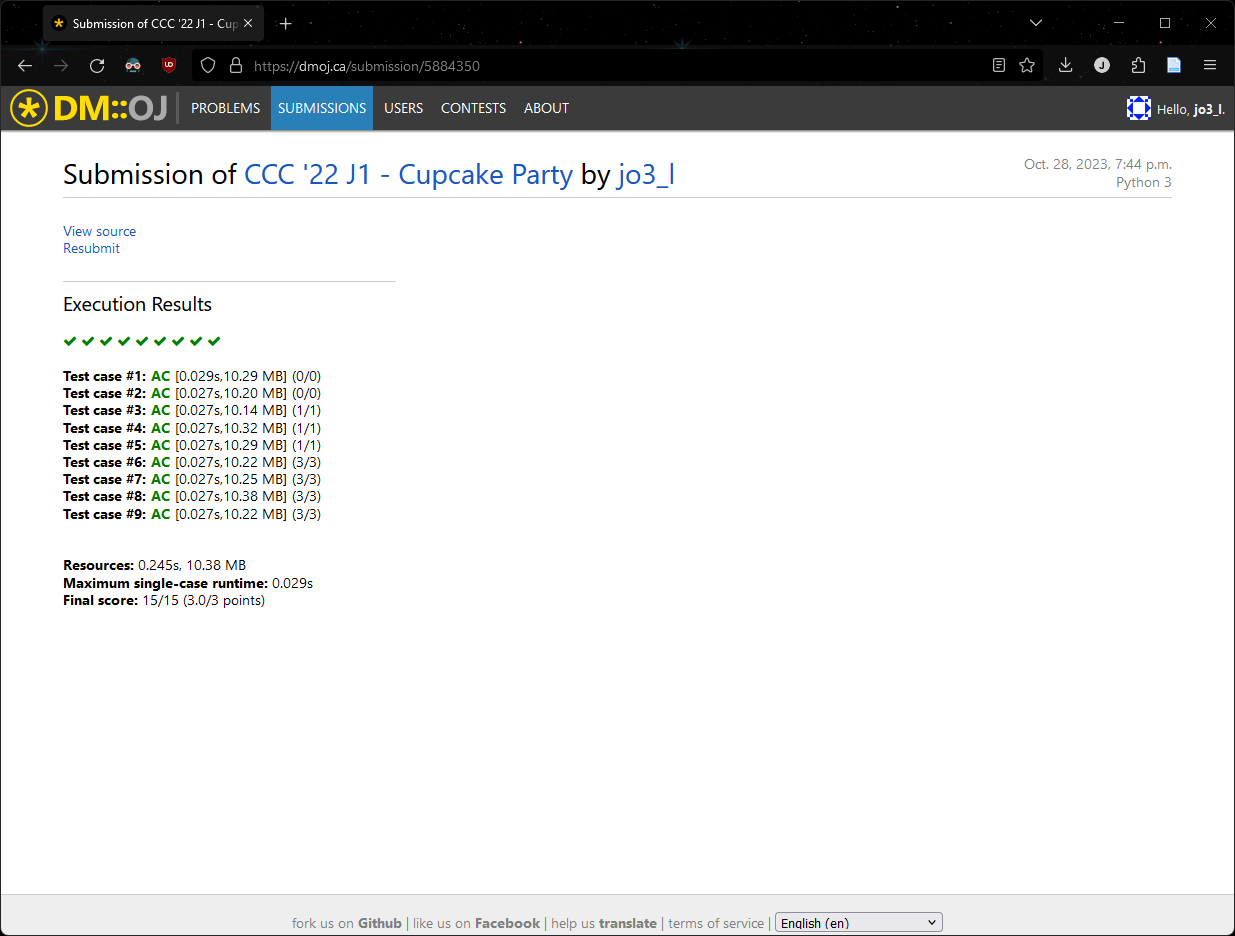 Submission of CCC '22 J1 - Cup
https://dmoj.ca/submission/5884350
J
DM::OJ PROBLEMS SUBMISSIONS USERS CONTESTS ABOUT Hello, jo3_l.
Submission of CCC '22 J1 - Cupcake Party by jo3_l
Oct. 28, 2023, 7:44 p.m.
Python 3
View source
Resubmit
Execution Results
Test case #1: AC [0.029s,10.29 MB] (0/0)
Test case #2: AC [0.027s,10.20 MB] (0/0)
Test case #3: AC [0.027s,10.14 MB] (1/1)
Test case #4: AC [0.027s,10.32 MB] (1/1)
Test case #5: AC [0.027s,10.29 MB] (1/1)
Test case #6: AC [0.027s,10.22 MB] (3/3)
Test case #7: AC [0.027s,10.25 MB] (3/3)
Test case #8: AC [0.027s,10.38 MB] (3/3)
Test case #9: AC [0.027s,10.22 MB] (3/3)
Resources: 0.245s, 10.38 MB
Maximum single-case runtime: 0.029s
Final score: 15/15 (3.0/3 points)
fork us on Github | like us on Facebook | help us translate | terms of service | English (en)